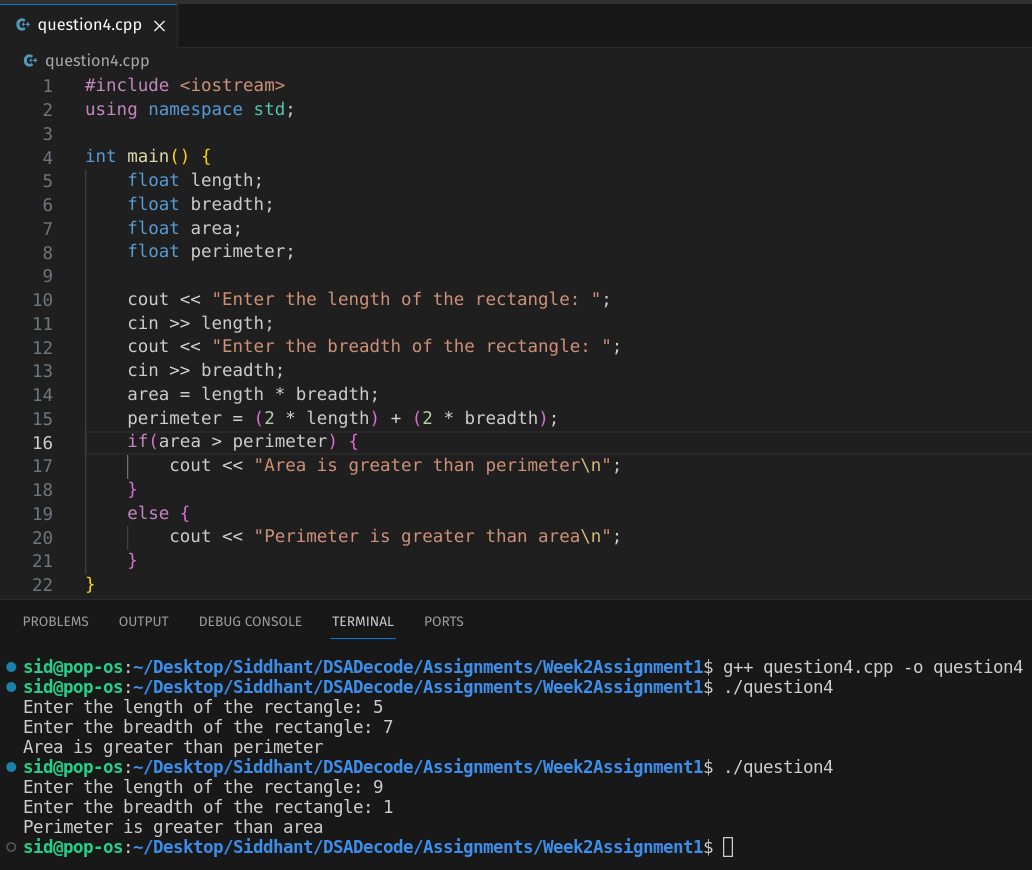 question4.cpp
question4.cpp
1 #include <iostream>
2 using namespace std;
3
4 int main() {
5     float length;
6     float breadth;
7     float area;
8     float perimeter;
9
10     cout << "Enter the length of the rectangle: ";
11     cin >> length;
12     cout << "Enter the breadth of the rectangle: ";
13     cin >> breadth;
14     area = length * breadth;
15     perimeter = (2 * length) + (2 * breadth);
16     if(area > perimeter) {
17         cout << "Area is greater than perimeter\n";
18     }
19     else {
20         cout << "Perimeter is greater than area\n";
21     }
22 }
PROBLEMS OUTPUT DEBUG CONSOLE TERMINAL PORTS
sid@pop-os:~/Desktop/Siddhant/DSADecode/Assignments/Week2Assignment1$ g++ question4.cpp -o question4
sid@pop-os:~/Desktop/Siddhant/DSADecode/Assignments/Week2Assignment1$ ./question4
Enter the length of the rectangle: 5
Enter the breadth of the rectangle: 7
Area is greater than perimeter
sid@pop-os:~/Desktop/Siddhant/DSADecode/Assignments/Week2Assignment1$ ./question4
Enter the length of the rectangle: 9
Enter the breadth of the rectangle: 1
Perimeter is greater than area
sid@pop-os:~/Desktop/Siddhant/DSADecode/Assignments/Week2Assignment1$